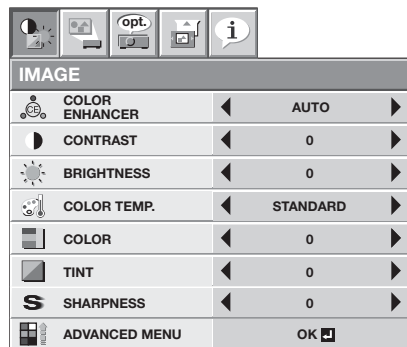 opt.
i
IMAGE
CE
COLOR
ENHANCER
AUTO
CONTRAST
0
BRIGHTNESS
0
COLOR TEMP.
STANDARD
COLOR
0
TINT
0
S SHARPNESS
0
ADVANCED MENU
OK